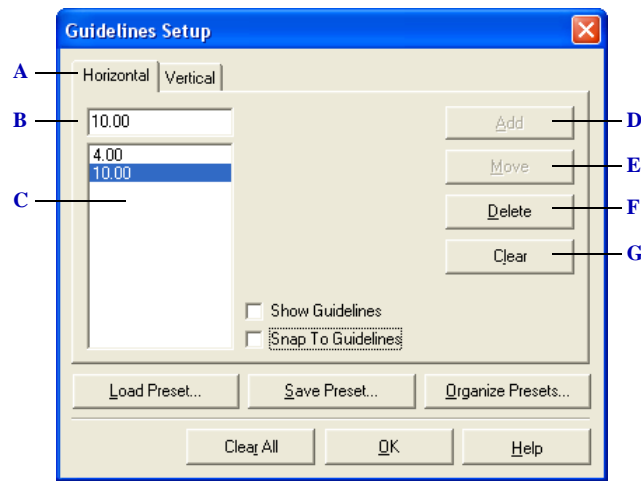 Guidelines Setup
A Horizontal Vertical
B 10.00 Add D
4.00 Move E
10.00
C Delete F
Clear G
Show Guidelines
Snap To Guidelines
Load Preset... Save Preset... Organize Presets...
Clear All OK Help